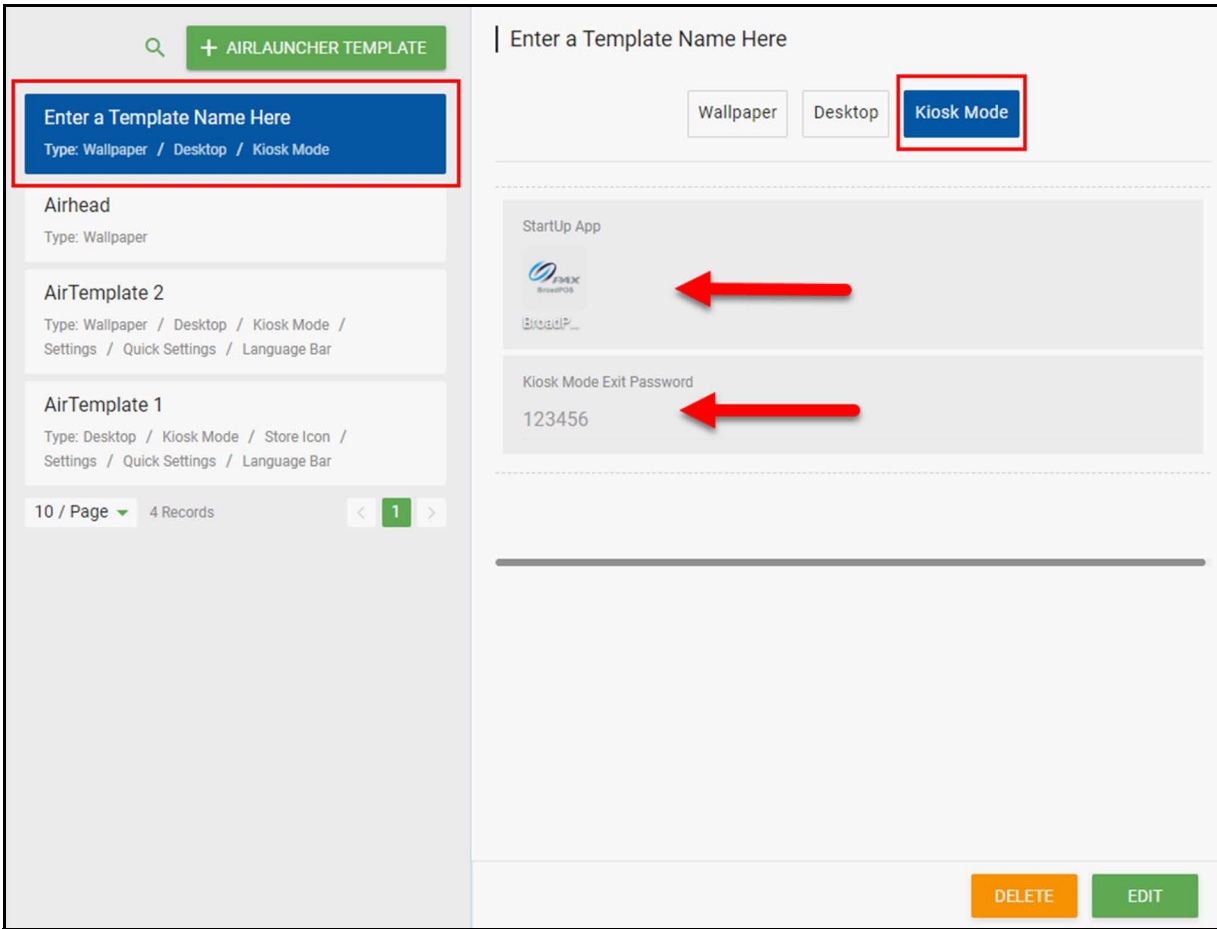 + AIRLAUNCHER TEMPLATE
Enter a Template Name Here
Type: Wallpaper / Desktop / Kiosk Mode
Airhead
Type: Wallpaper
AirTemplate 2
Type: Wallpaper / Desktop / Kiosk Mode /
Settings / Quick Settings / Language Bar
AirTemplate 1
Type: Desktop / Kiosk Mode / Store Icon /
Settings / Quick Settings / Language Bar
10 / Page 4 Records < 1 >
Enter a Template Name Here
Wallpaper Desktop Kiosk Mode
StartUp App
PAX
BroadPOS
BroadP...
Kiosk Mode Exit Password
123456
DELETE EDIT